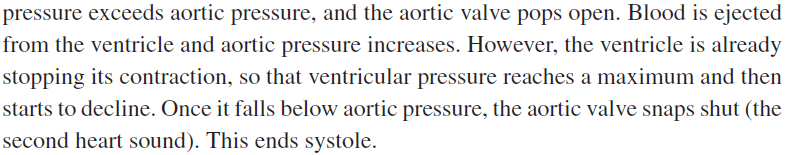 pressure exceeds aortic pressure, and the aortic valve pops open. Blood is ejected
from the ventricle and aortic pressure increases. However, the ventricle is already
stopping its contraction, so that ventricular pressure reaches a maximum and then
starts to decline. Once it falls below aortic pressure, the aortic valve snaps shut (the
second heart sound). This ends systole.